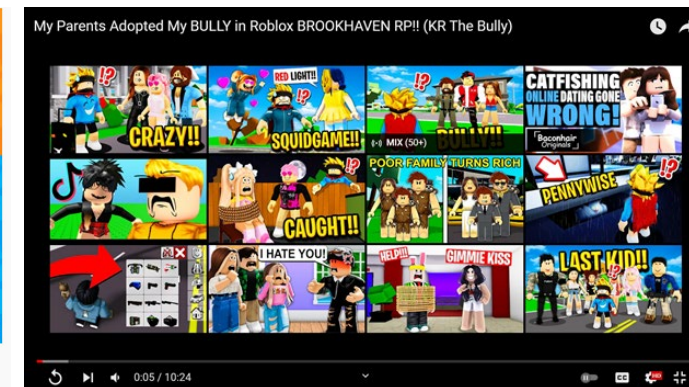 My Parents Adopted My BULLY in Roblox BROOKHAVEN RP!! (KR The Bully)
!?
CRAZY!!
RED LIGHT!!
!?
SQUIDGAME!!
!?
MIX (50+)
BULLY!!
CATFISHING
ONLINE DATING GONE
WRONG!
Baconhair
Originals
!?
CAUGHT!!
POOR FAMILY TURNS RICH
PENNYWISE
!?
I HATE YOU!
HELP!!!
GIMMIE KISS
LAST KID!!
!?
0:05 / 10:24
CC
HD